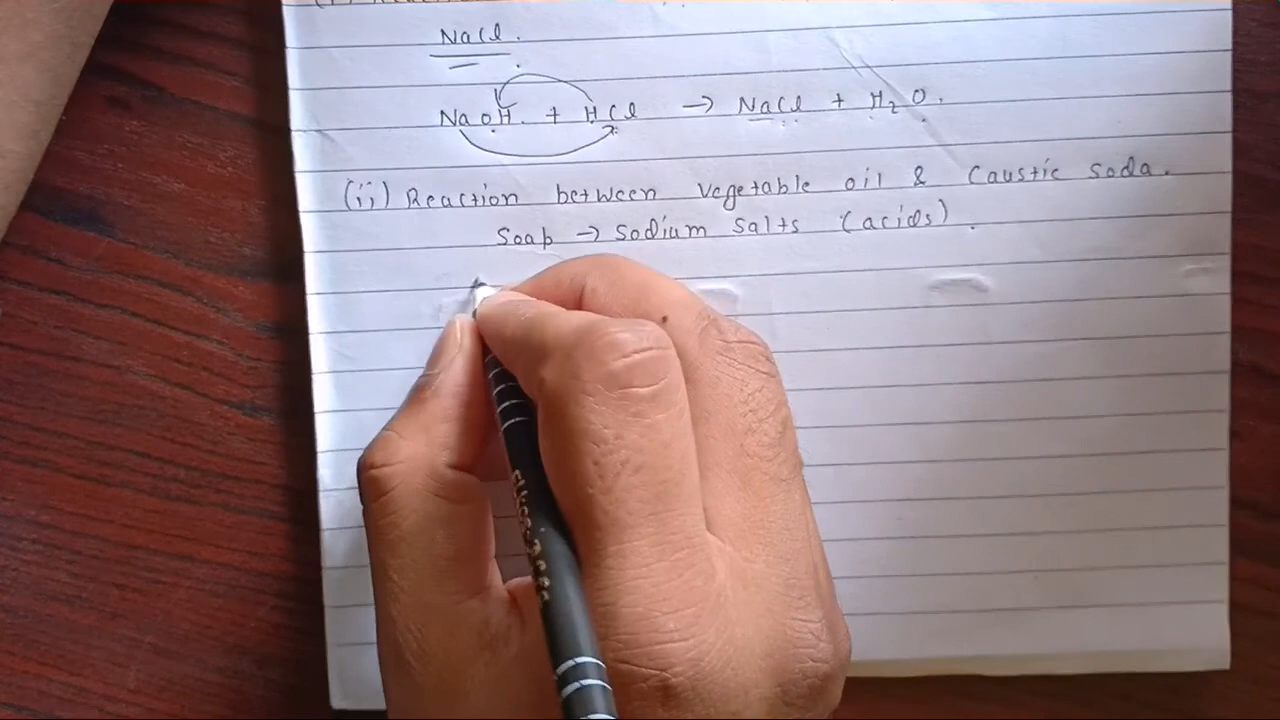 NaCl.
NaOH. + HCl → NaCl + H₂O.
(ii) Reaction between Vegetable oil & Caustic soda.
Soap → Sodium Salts (acids).